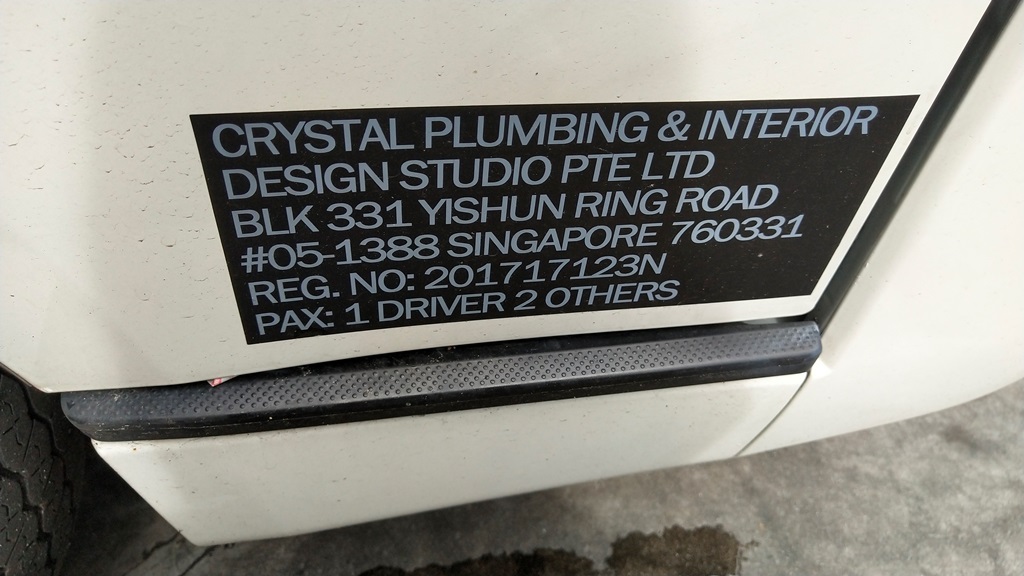 CRYSTAL PLUMBING & INTERIOR
DESIGN STUDIO PTE LTD
BLK 331 YISHUN RING ROAD
#05-1388 SINGAPORE 760331
REG. NO: 201717123N
PAX: 1 DRIVER 2 OTHERS